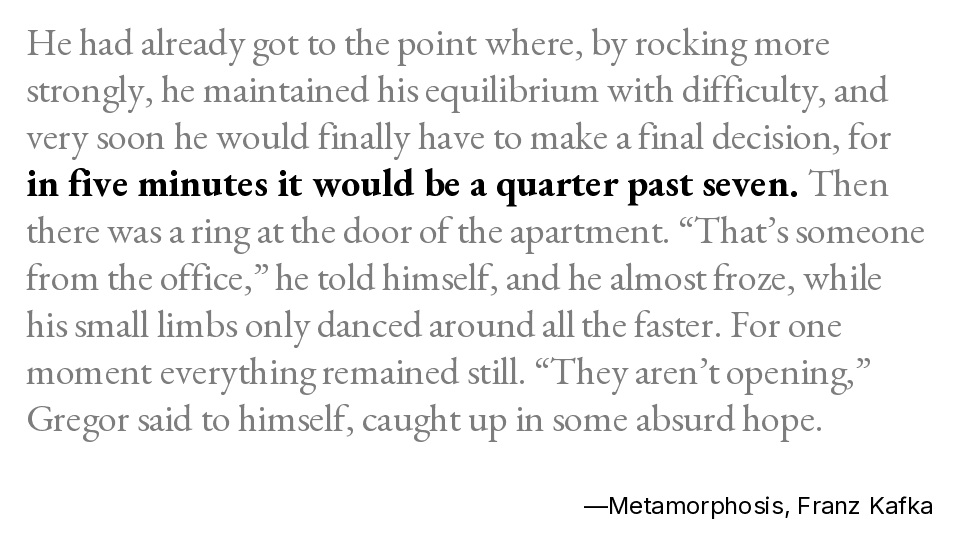 He had already got to the point where, by rocking more
strongly, he maintained his equilibrium with difficulty, and
very soon he would finally have to make a final decision, for
in five minutes it would be a quarter past seven. Then
there was a ring at the door of the apartment. “That’s someone
from the office,” he told himself, and he almost froze, while
his small limbs only danced around all the faster. For one
moment everything remained still. “They aren’t opening,”
Gregor said to himself, caught up in some absurd hope.
—Metamorphosis, Franz Kafka